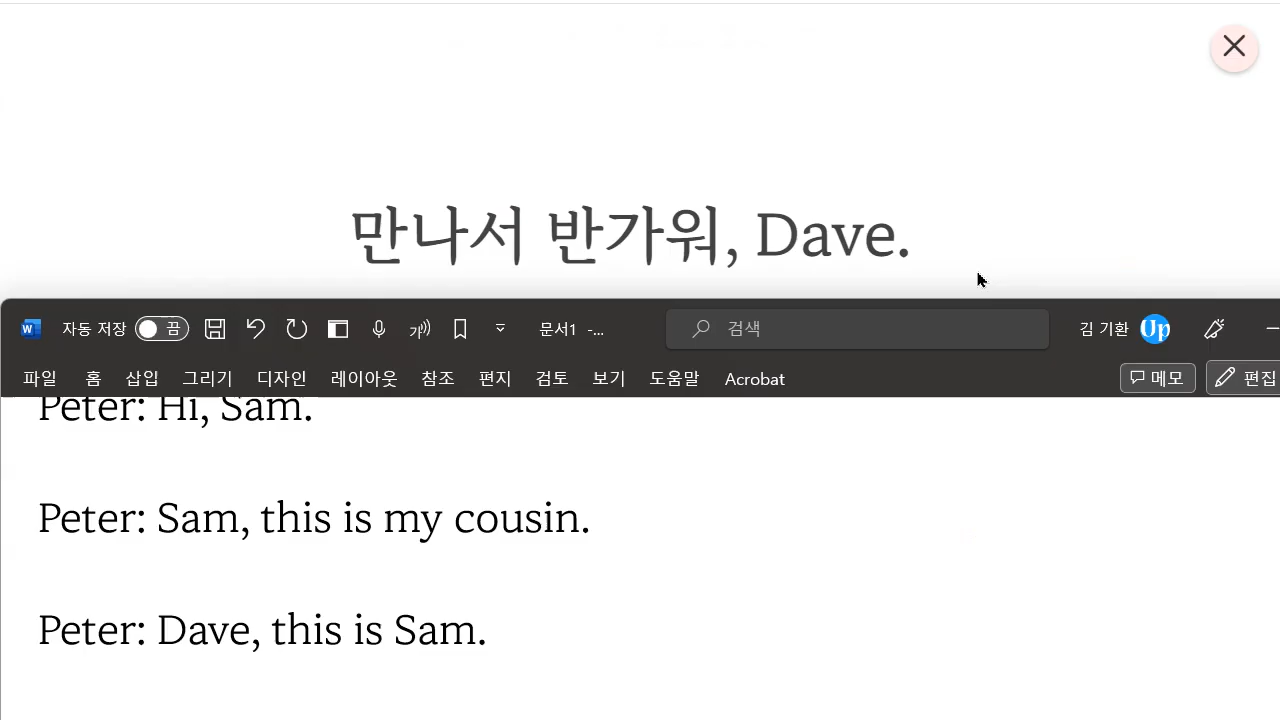 만나서 반가워, Dave.
자동 저장 끔 가)) 문서1 -... 검색 김 기환 Up
파일 홈 삽입 그리기 디자인 레이아웃 참조 편지 검토 보기 도움말 Acrobat 메모 편집
Peter: Hi, Sam.
Peter: Sam, this is my cousin.
Peter: Dave, this is Sam.